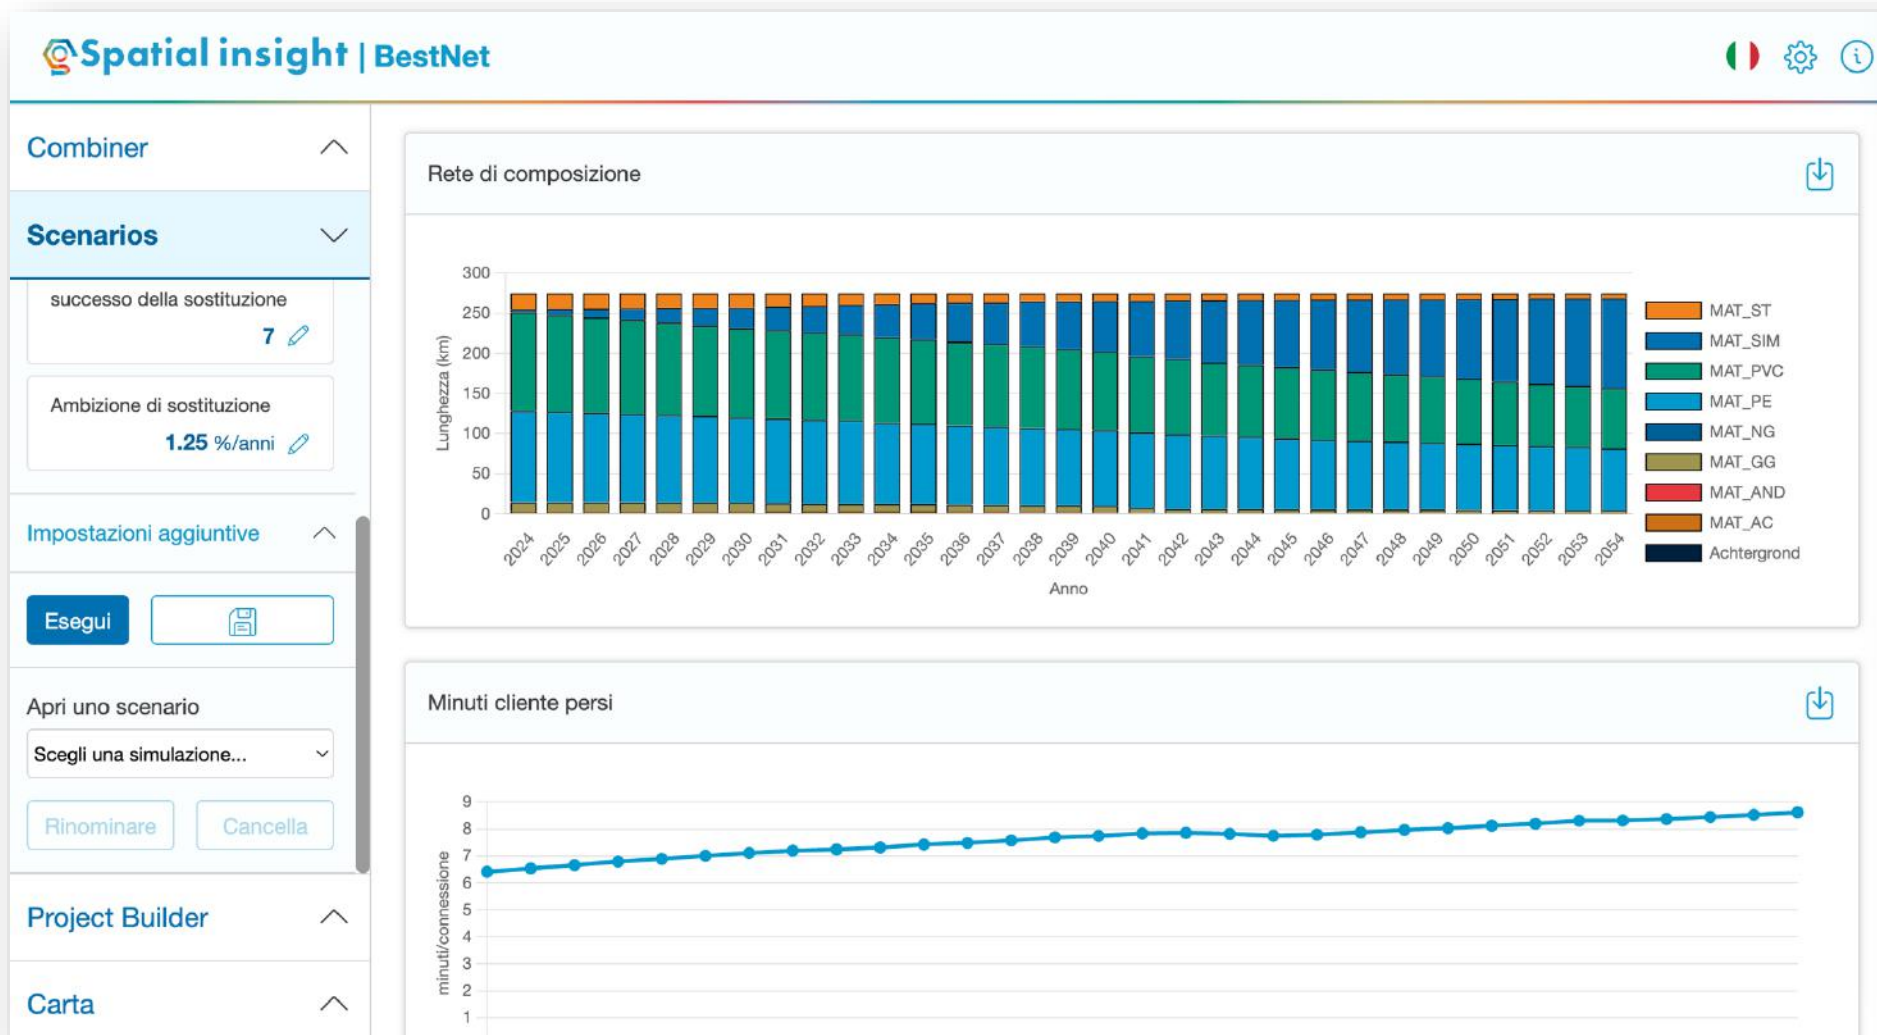 Spatial insight | BestNet
Combiner
Scenarios
successo della sostituzione
7
Ambizione di sostituzione
1.25 %/anni
Impostazioni aggiuntive
Esegui
Apri uno scenario
Scegli una simulazione...
Rinominare
Cancella
Project Builder
Carta
Rete di composizione
300
250
200
150
100
50
0
Lunghezza (km)
2024 2025 2026 2027 2028 2029 2030 2031 2032 2033 2034 2035 2036 2037 2038 2039 2040 2041 2042 2043 2044 2045 2046 2047 2048 2049 2050 2051 2052 2053 2054
Anno
MAT_ST
MAT_SIM
MAT_PVC
MAT_PE
MAT_NG
MAT_GG
MAT_AND
MAT_AC
Achtergrond
Minuti cliente persi
9
8
7
6
5
4
3
2
1
minuti/connessione